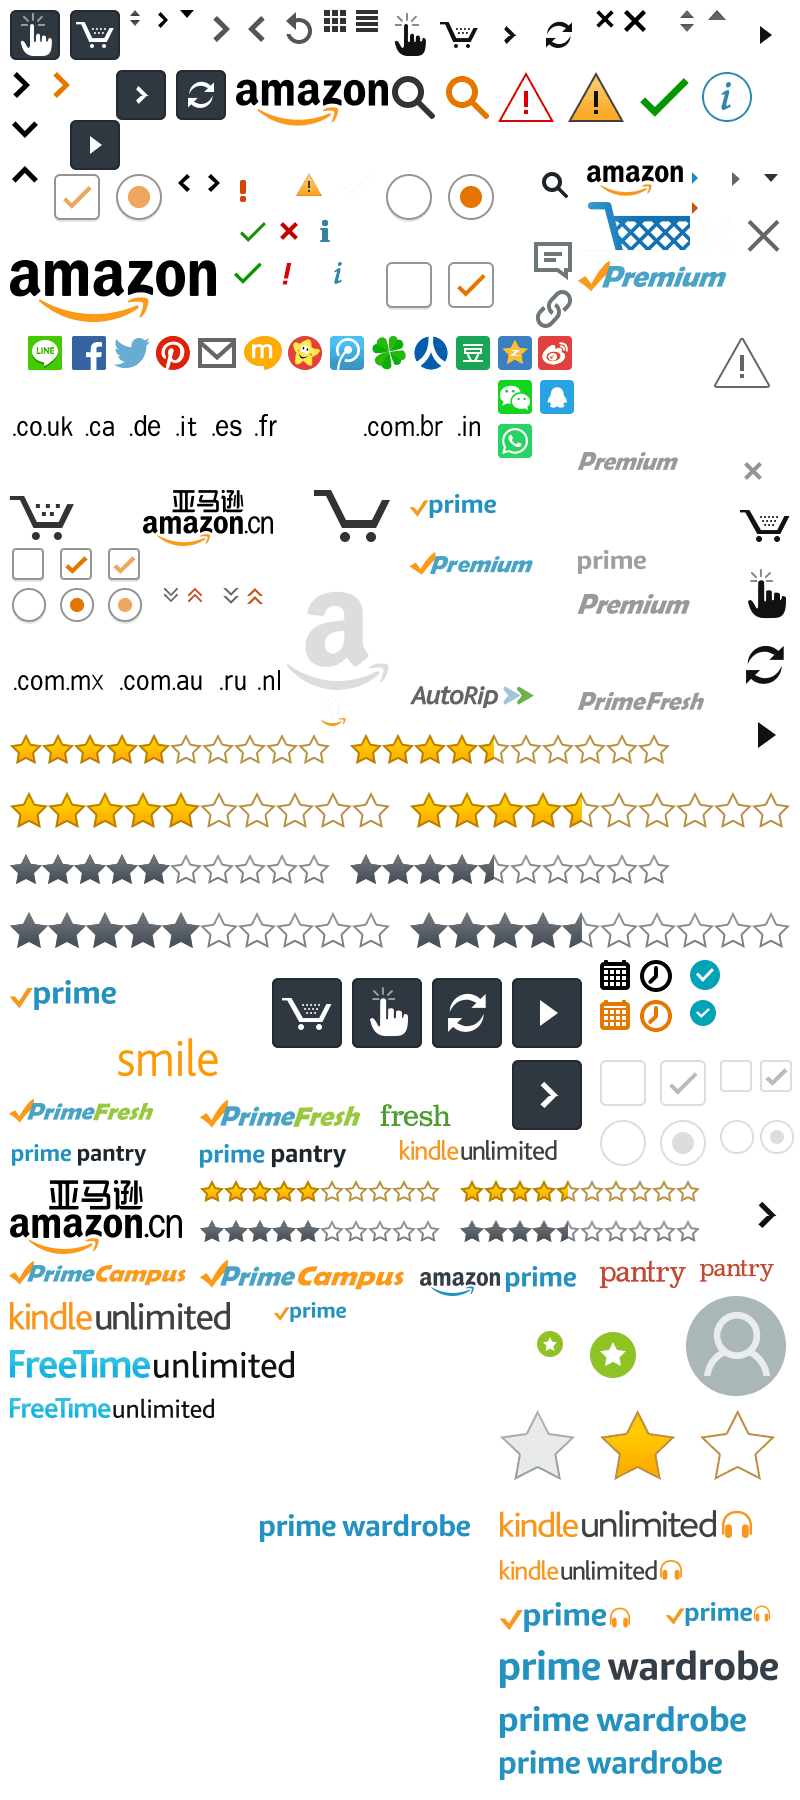 amazon
amazon
amazon
Premium
LINE
.co.uk .ca .de .it .es .fr .com.br .in
豆
Premium
亚马逊
amazon.cn
prime
Premium
prime
Premium
.com.mx .com.au .ru .nl
a
AutoRip
PrimeFresh
prime
smile
PrimeFresh
PrimeFresh
fresh
prime pantry
prime pantry
kindleunlimited
亚马逊
amazon.cn
PrimeCampus
PrimeCampus
amazon prime
pantry
pantry
kindleunlimited
prime
FreeTimeunlimited
FreeTimeunlimited
prime wardrobe
kindleunlimited
kindleunlimited
prime
prime
prime wardrobe
prime wardrobe
prime wardrobe